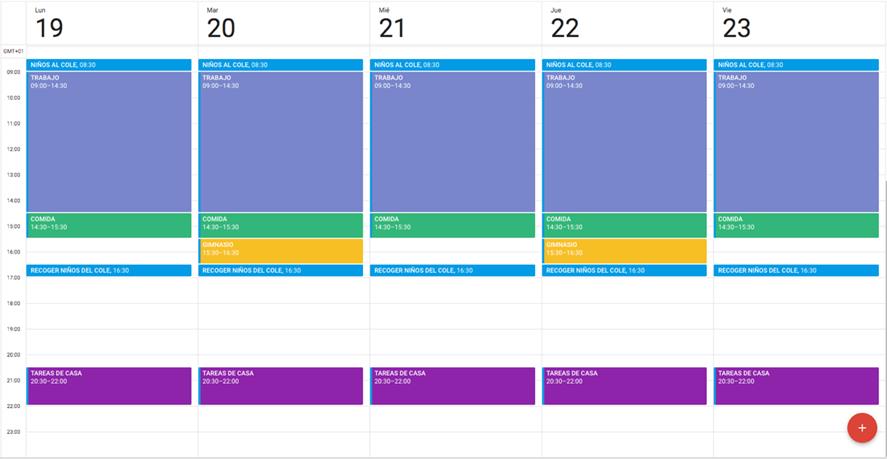 Lun
19
Mar
20
Mié
21
Jue
22
Vie
23
GMT+01
NIÑOS AL COLE, 08:30
NIÑOS AL COLE, 08:30
NIÑOS AL COLE, 08:30
NIÑOS AL COLE, 08:30
NIÑOS AL COLE, 08:30
09:00
TRABAJO
09:00–14:30
TRABAJO
09:00–14:30
TRABAJO
09:00–14:30
TRABAJO
09:00–14:30
TRABAJO
09:00–14:30
10:00
11:00
12:00
13:00
14:00
COMIDA
14:30–15:30
COMIDA
14:30–15:30
COMIDA
14:30–15:30
COMIDA
14:30–15:30
COMIDA
14:30–15:30
15:00
GIMNASIO
15:30–16:30
GIMNASIO
15:30–16:30
16:00
RECOGER NIÑOS DEL COLE, 16:30
RECOGER NIÑOS DEL COLE, 16:30
RECOGER NIÑOS DEL COLE, 16:30
RECOGER NIÑOS DEL COLE, 16:30
RECOGER NIÑOS DEL COLE, 16:30
17:00
18:00
19:00
20:00
TAREAS DE CASA
20:30–22:00
TAREAS DE CASA
20:30–22:00
TAREAS DE CASA
20:30–22:00
TAREAS DE CASA
20:30–22:00
TAREAS DE CASA
20:30–22:00
21:00
22:00
23:00
+